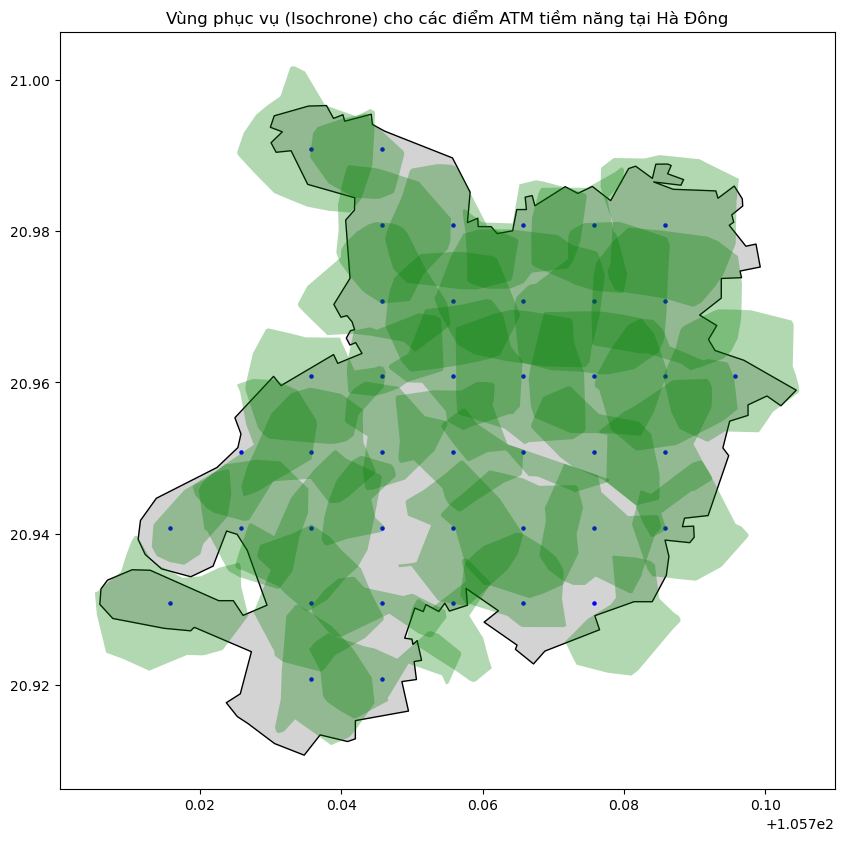 Vùng phục vụ (Isochrone) cho các điểm ATM tiềm năng tại Hà Đông
21.00
20.98
20.96
20.94
20.92
0.02 0.04 0.06 0.08 0.10
+1.057e2